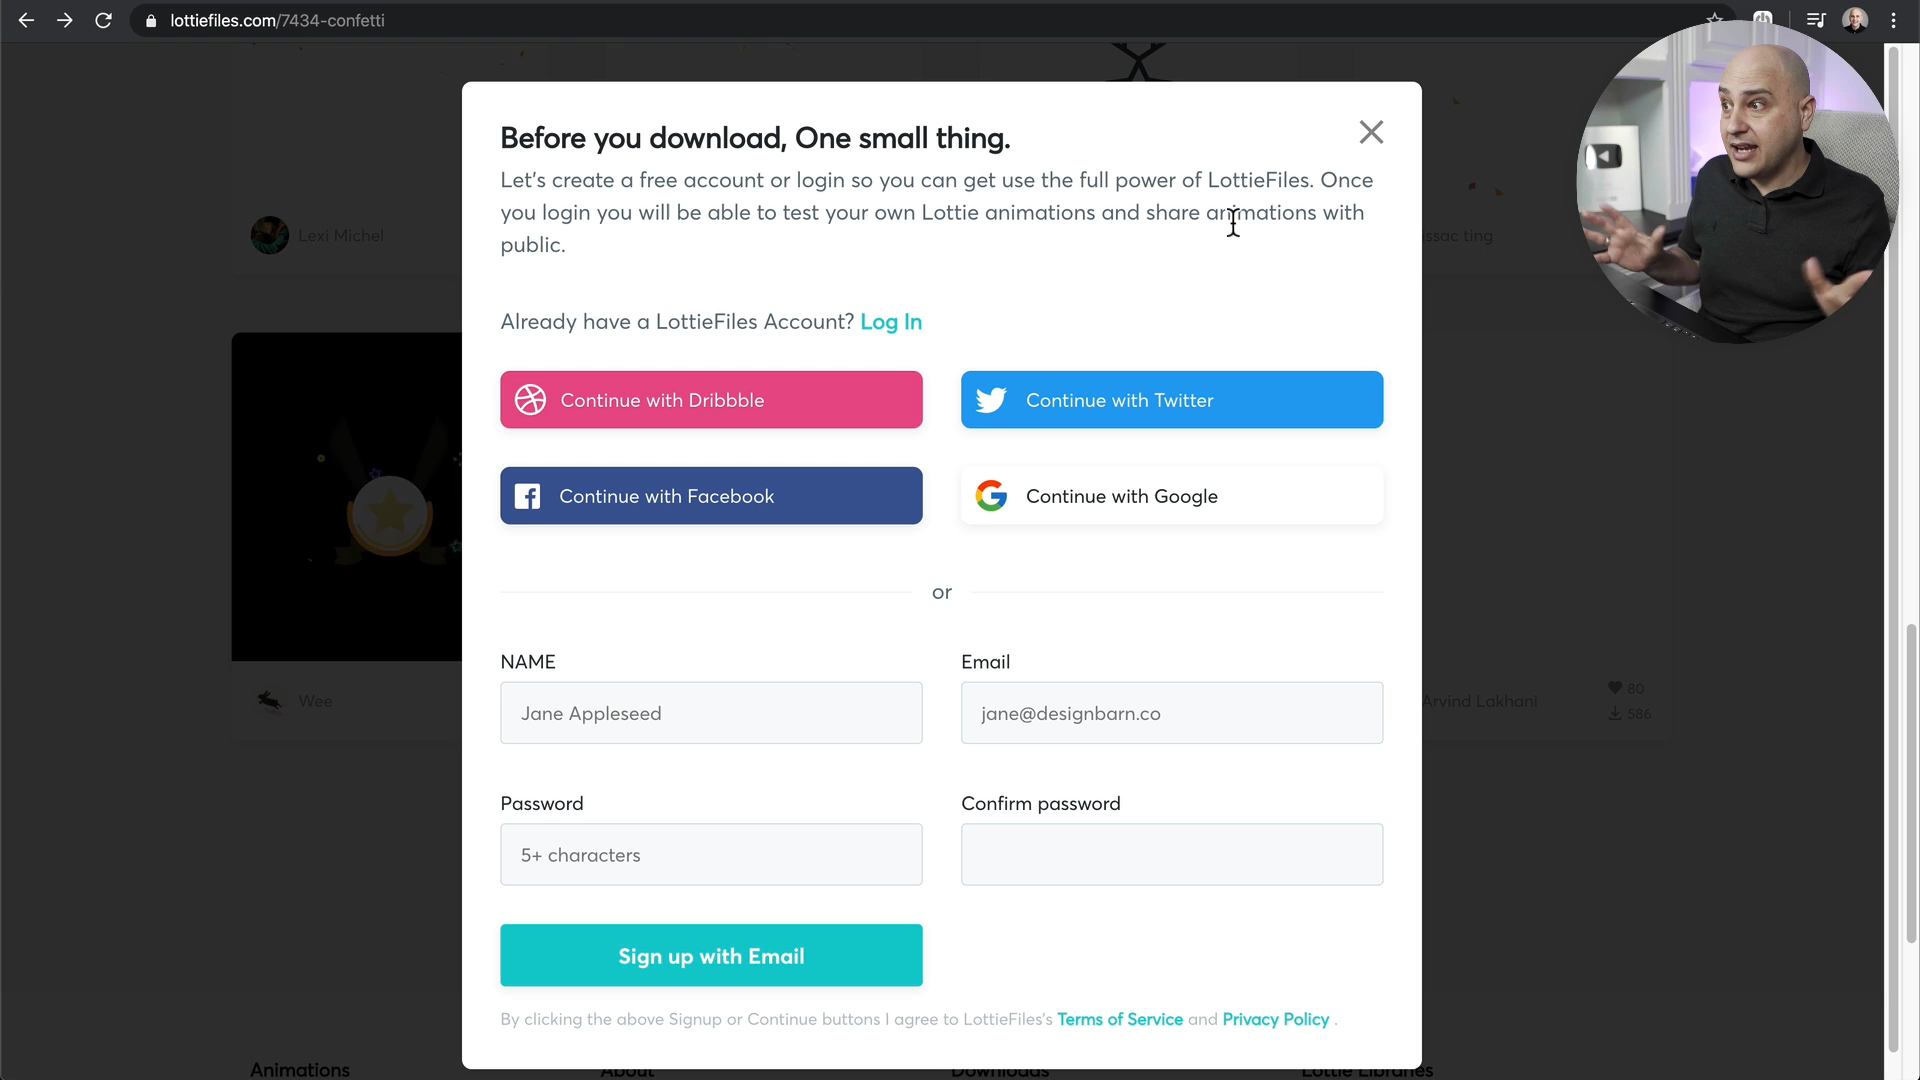 lottiefiles.com/7434-confetti
Before you download, One small thing.
Let's create a free account or login so you can get use the full power of LottieFiles. Once
you login you will be able to test your own Lottie animations and share animations with
public.
Lexi Michel
Issac ting
Already have a LottieFiles Account? Log In
Continue with Dribbble
Continue with Twitter
Continue with Facebook
Continue with Google
or
NAME
Email
Jane Appleseed
jane@designbarn.co
Wee
Arvind Lakhani
80
586
Password
Confirm password
5+ characters
Sign up with Email
By clicking the above Signup or Continue buttons I agree to LottieFiles's Terms of Service and Privacy Policy .
Animations
About
Downloads
Lottie Libraries